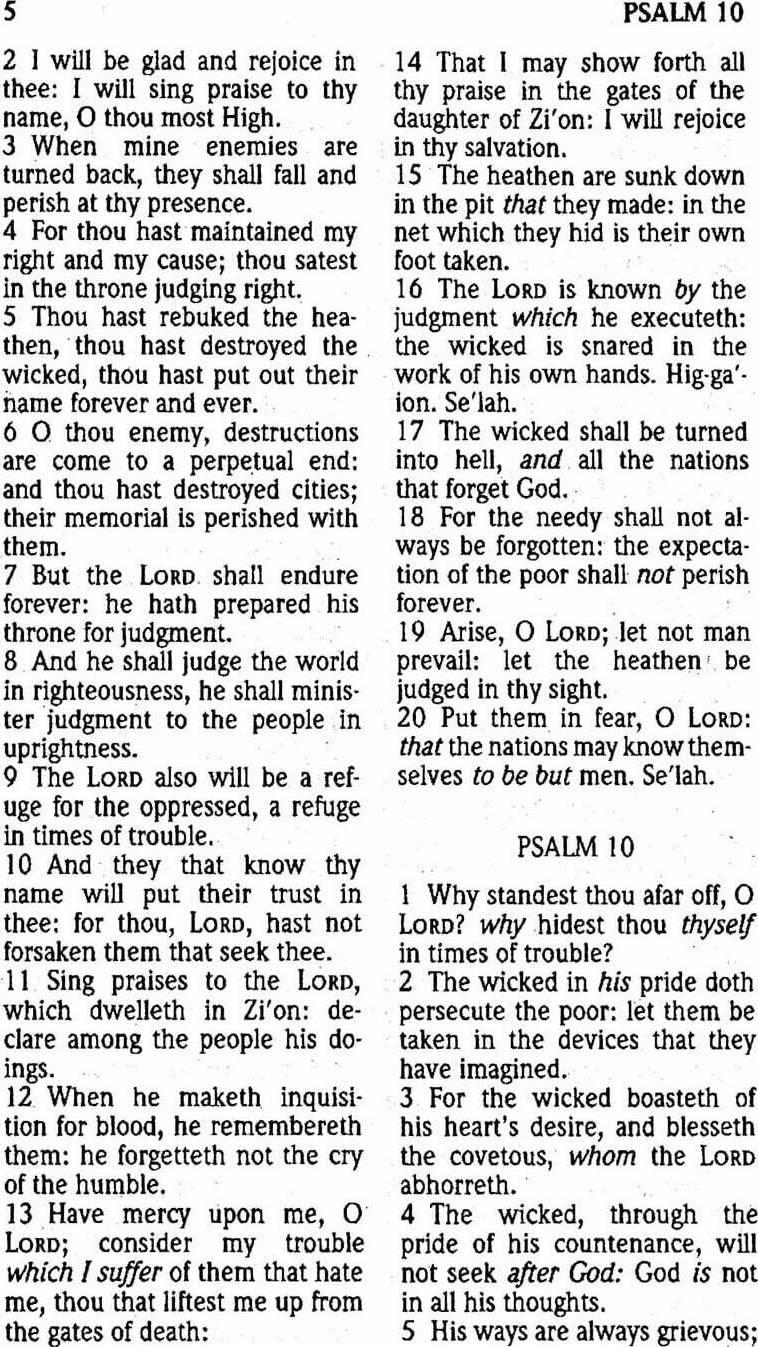 5
PSALM 10
2 I will be glad and rejoice in
thee: I will sing praise to thy
name, O thou most High.
3 When mine enemies are
turned back, they shall fall and
perish at thy presence.
4 For thou hast maintained my
right and my cause; thou satest
in the throne judging right.
5 Thou hast rebuked the hea-
then, thou hast destroyed the
wicked, thou hast put out their
name forever and ever.
6 O thou enemy, destructions
are come to a perpetual end:
and thou hast destroyed cities;
their memorial is perished with
them.
7 But the LORD shall endure
forever: he hath prepared his
throne for judgment.
8 And he shall judge the world
in righteousness, he shall minis-
ter judgment to the people in
uprightness.
9 The LORD also will be a ref-
uge for the oppressed, a refuge
in times of trouble.
10 And they that know thy
name will put their trust in
thee: for thou, LORD, hast not
forsaken them that seek thee.
11 Sing praises to the LORD,
which dwelleth in Zi'on: de-
clare among the people his do-
ings.
12 When he maketh inquisi-
tion for blood, he remembereth
them: he forgetteth not the cry
of the humble.
13 Have mercy upon me, O
LORD; consider my trouble
which I suffer of them that hate
me, thou that liftest me up from
the gates of death:
14 That I may show forth all
thy praise in the gates of the
daughter of Zi'on: I will rejoice
in thy salvation.
15 The heathen are sunk down
in the pit that they made: in the
net which they hid is their own
foot taken.
16 The LORD is known by the
judgment which he executeth:
the wicked is snared in the
work of his own hands. Hig-ga'-
ion. Se'lah.
17 The wicked shall be turned
into hell, and all the nations
that forget God.
18 For the needy shall not al-
ways be forgotten: the expecta-
tion of the poor shall not perish
forever.
19 Arise, O LORD; let not man
prevail: let the heathen be
judged in thy sight.
20 Put them in fear, O LORD:
that the nations may know them-
selves to be but men. Se'lah.
PSALM 10
1 Why standest thou afar off, O
LORD? why hidest thou thyself
in times of trouble?
2 The wicked in his pride doth
persecute the poor: let them be
taken in the devices that they
have imagined.
3 For the wicked boasteth of
his heart's desire, and blesseth
the covetous, whom the LORD
abhorreth.
4 The wicked, through the
pride of his countenance, will
not seek after God: God is not
in all his thoughts.
5 His ways are always grievous;